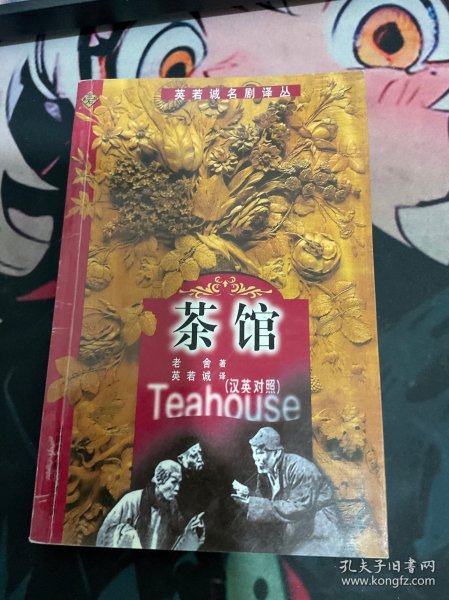 英若诚名剧译丛
茶馆
老舍 著
英若诚 译
(汉英对照)
Teahouse
孔夫子旧书网
www.kongfz.com